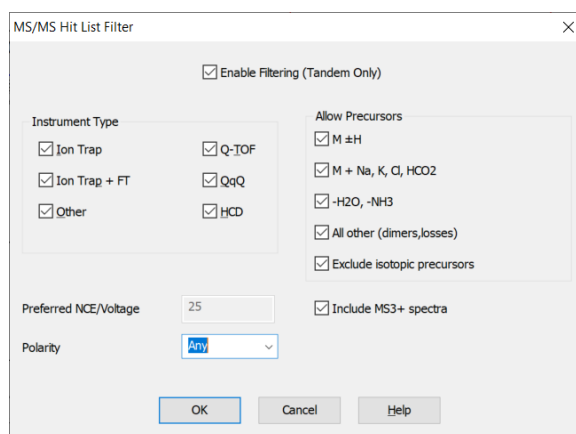 MS/MS Hit List Filter
Enable Filtering (Tandem Only)
Instrument Type
Ion Trap
Q-TOF
Ion Trap + FT
QqQ
Other
HCD
Allow Precursors
M ±H
M + Na, K, Cl, HCO2
-H2O, -NH3
All other (dimers,losses)
Exclude isotopic precursors
Preferred NCE/Voltage
25
Include MS3+ spectra
Polarity
Any
OK
Cancel
Help